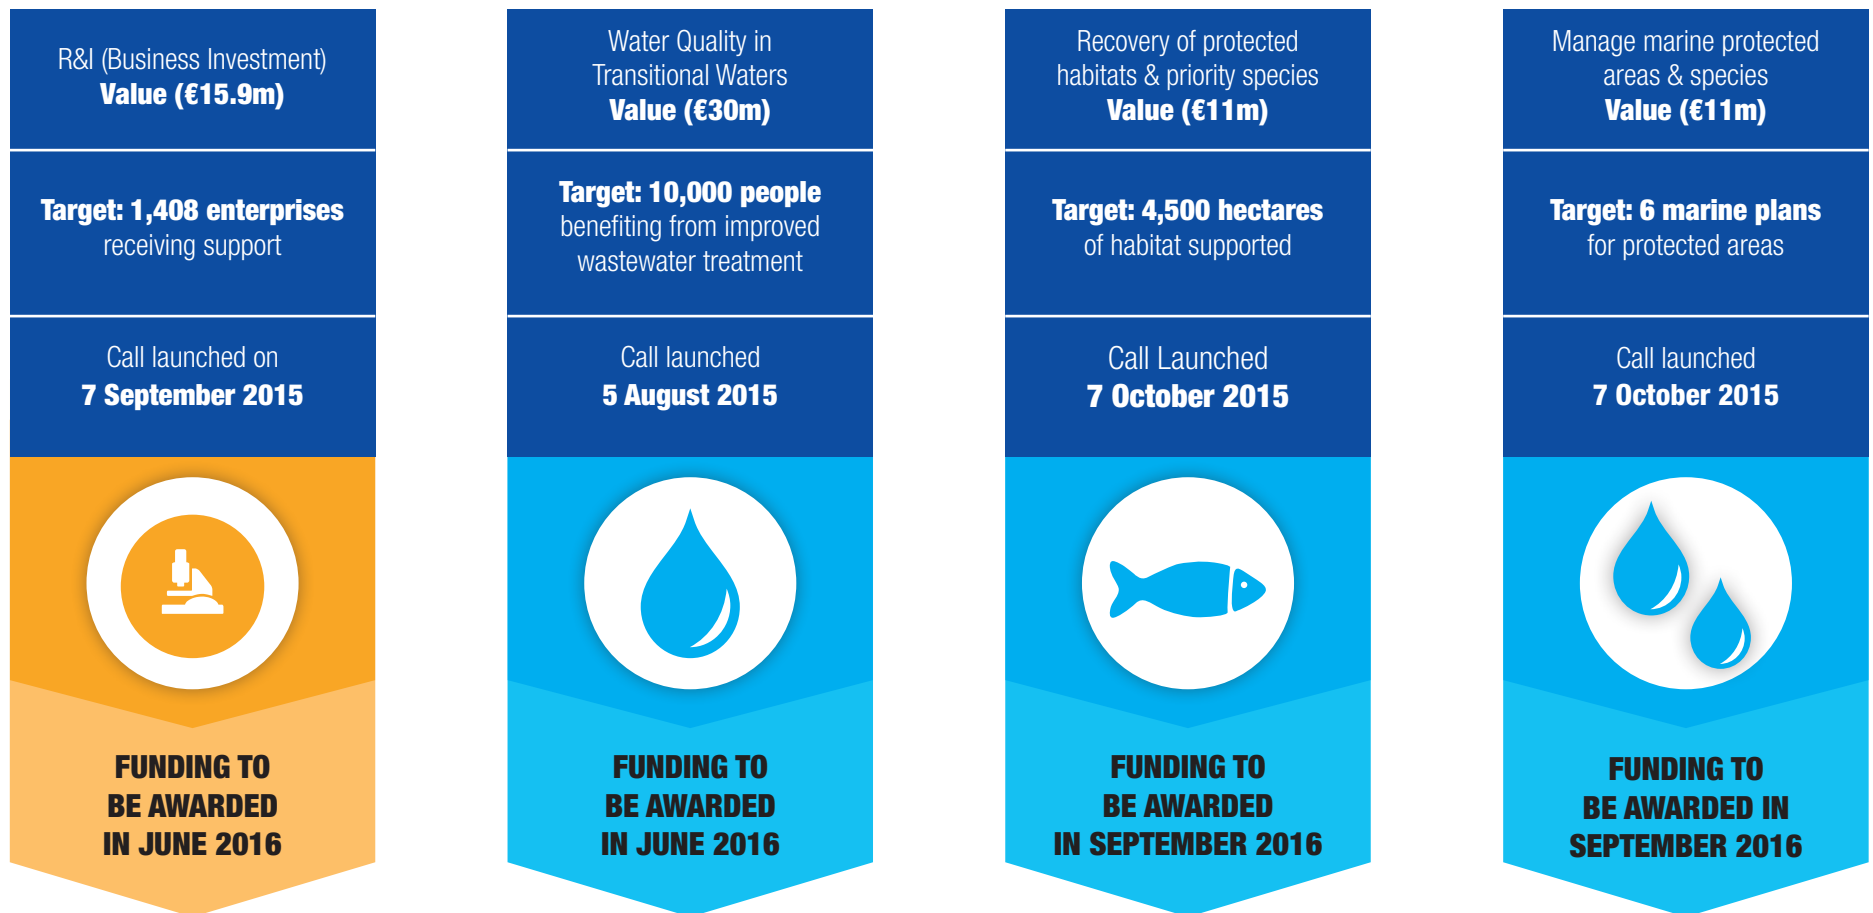 R&I (Business Investment)
Value (€15.9m)
Target: 1,408 enterprises
receiving support
Call launched on
7 September 2015
FUNDING TO
BE AWARDED
IN JUNE 2016
Water Quality in
Transitional Waters
Value (€30m)
Target: 10,000 people
benefiting from improved
wastewater treatment
Call launched
5 August 2015
FUNDING TO
BE AWARDED
IN JUNE 2016
Recovery of protected
habitats & priority species
Value (€11m)
Target: 4,500 hectares
of habitat supported
Call Launched
7 October 2015
FUNDING TO
BE AWARDED
IN SEPTEMBER 2016
Manage marine protected
areas & species
Value (€11m)
Target: 6 marine plans
for protected areas
Call launched
7 October 2015
FUNDING TO
BE AWARDED IN
SEPTEMBER 2016